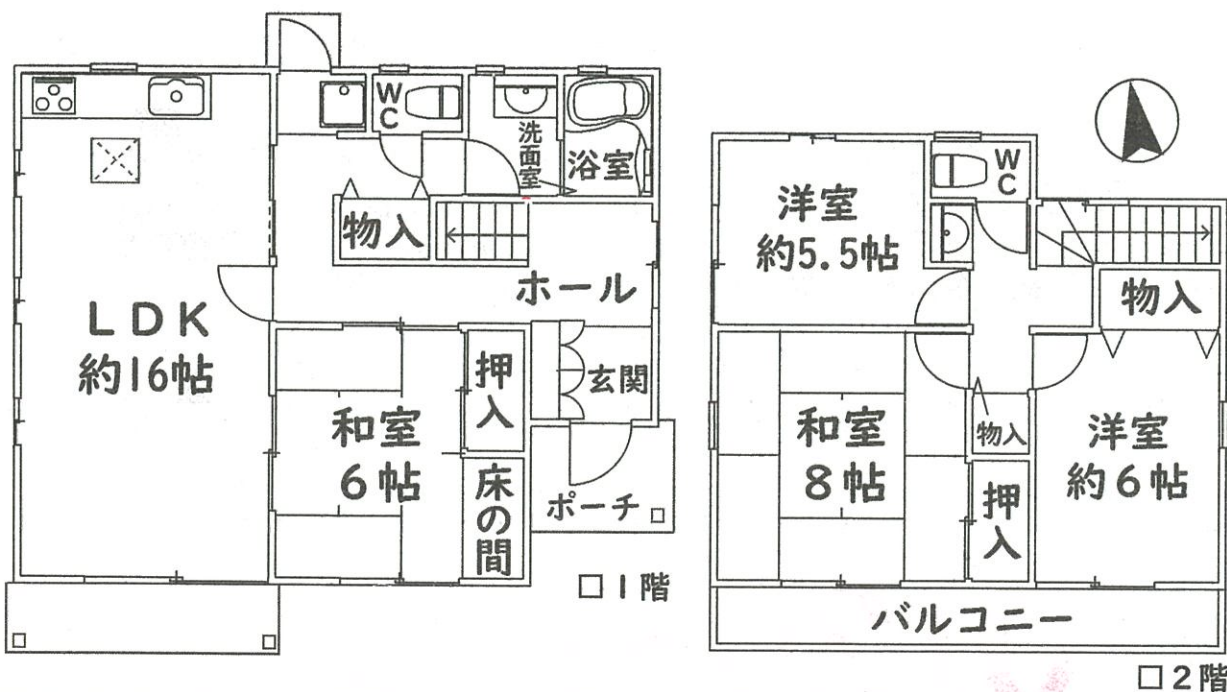 WC
洗面室
浴室
物入
ホール
LDK
約16帖
押入
玄関
和室
6帖
床の間
ポーチ
□1階
WC
洋室
約5.5帖
物入
和室
8帖
物入
洋室
約6帖
押入
バルコニー
□2階